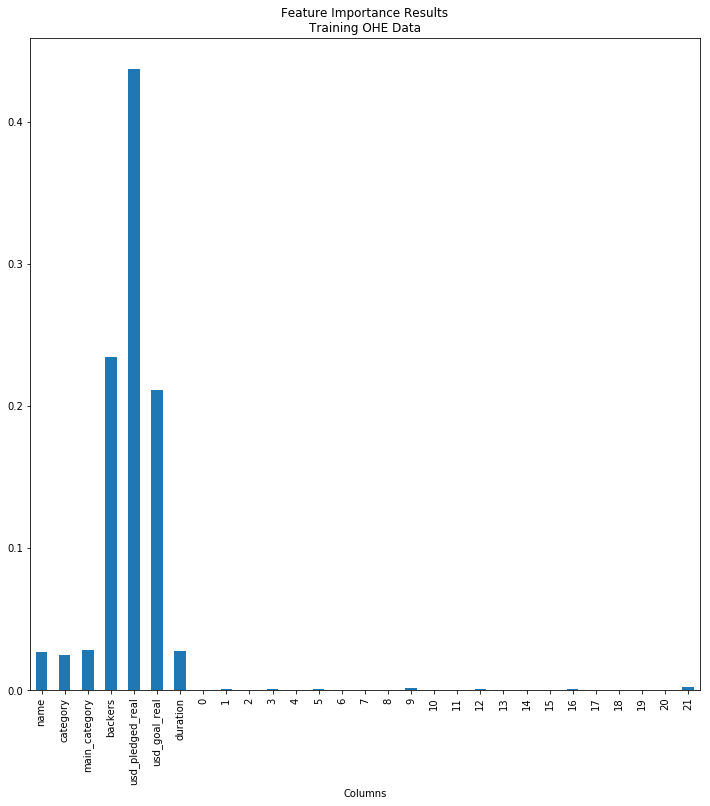 Feature Importance Results
Training OHE Data
0.4
0.3
0.2
0.1
0.0
name
category
main_category
backers
usd_pledged_real
usd_goal_real
duration
0
1
2
3
4
5
6
7
8
9
10
11
12
13
14
15
16
17
18
19
20
21
Columns